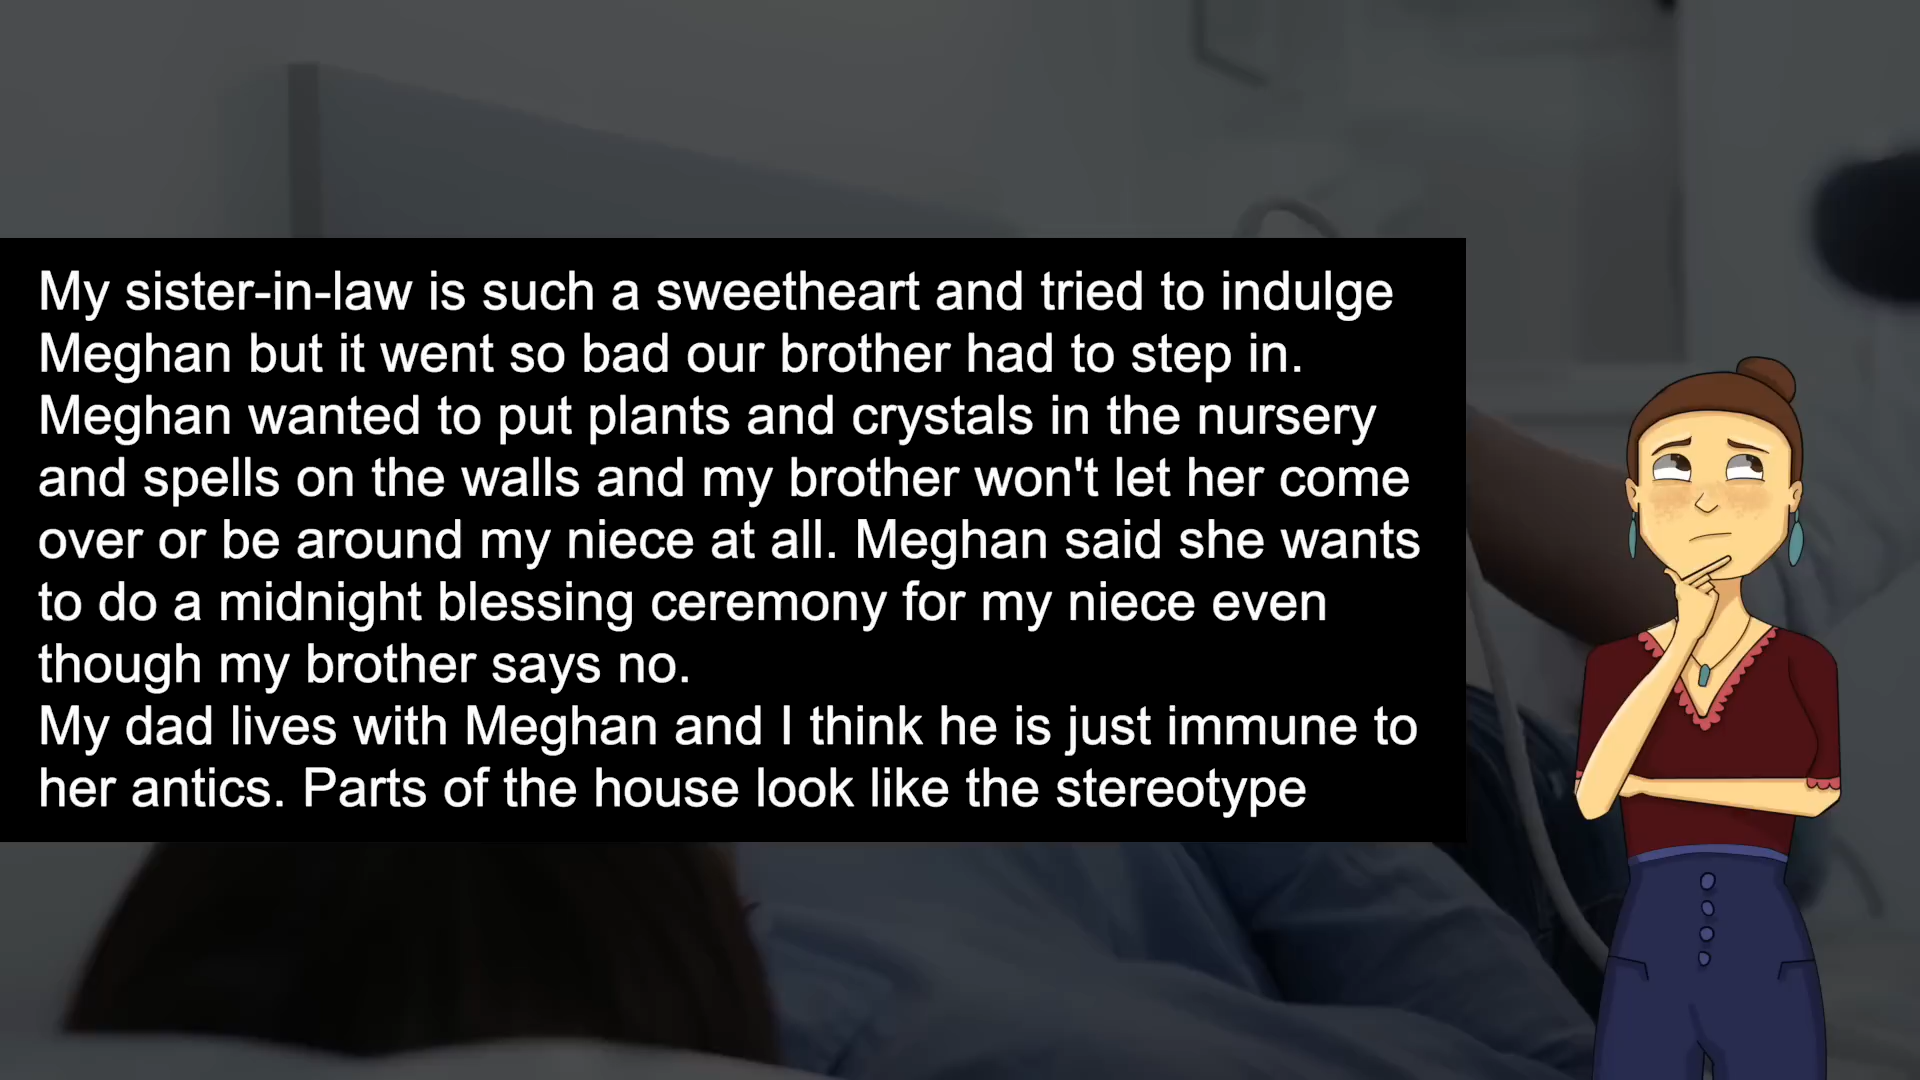 My sister-in-law is such a sweetheart and tried to indulge
Meghan but it went so bad our brother had to step in.
Meghan wanted to put plants and crystals in the nursery
and spells on the walls and my brother won't let her come
over or be around my niece at all. Meghan said she wants
to do a midnight blessing ceremony for my niece even
though my brother says no.
My dad lives with Meghan and I think he is just immune to
her antics. Parts of the house look like the stereotype